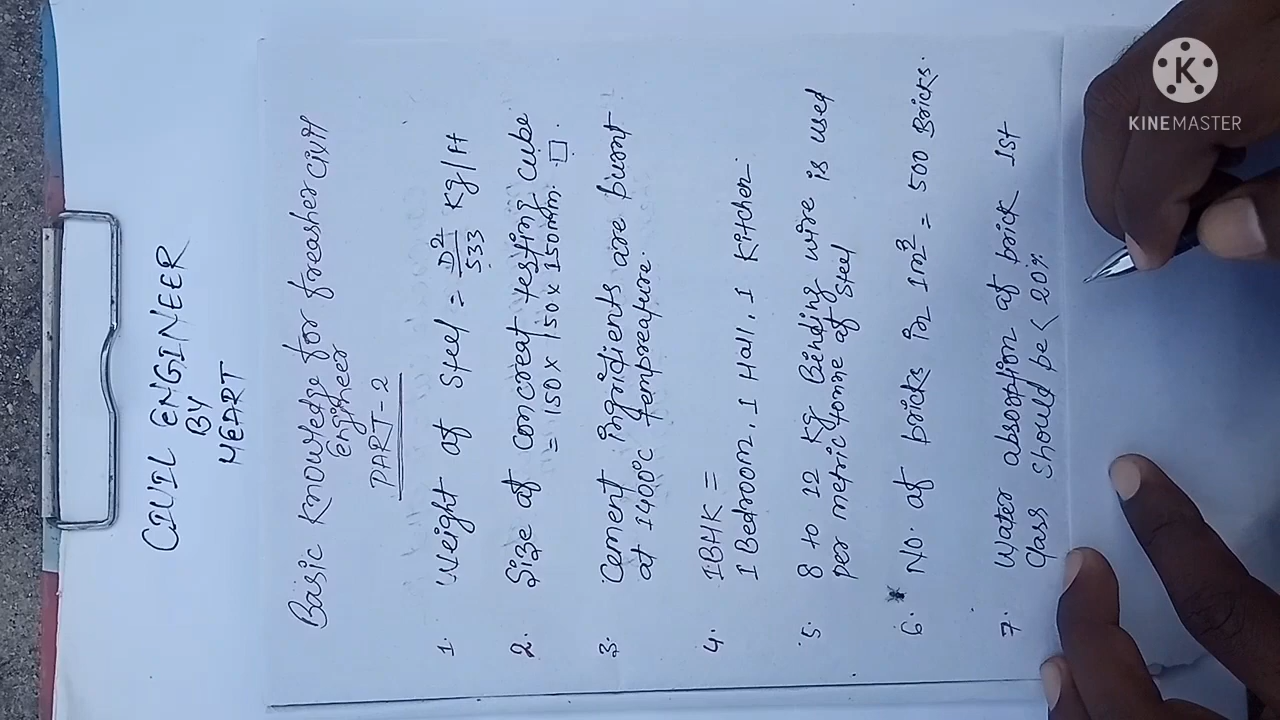 CIVIL ENGINEER
BY
HEART
Basic Knowledge for freasher civil
engineer
PART-2
1. Weight of Steel = D²/533 kg/ft
2. Size of concreat testing cube
= 150 x 150 x 150mm.
3. Cement ingridients are burnt
at 1400°C tempreature.
4. 1BHK =
1 Bedroom, 1 Hall, 1 Kitchen
5. 8 to 12 kg Binding wire is used
per metric tonne of steel
6. No. of bricks in 1m³ = 500 Bricks.
7. Water absorption of brick 1st
class should be < 20%
K
KINEMASTER